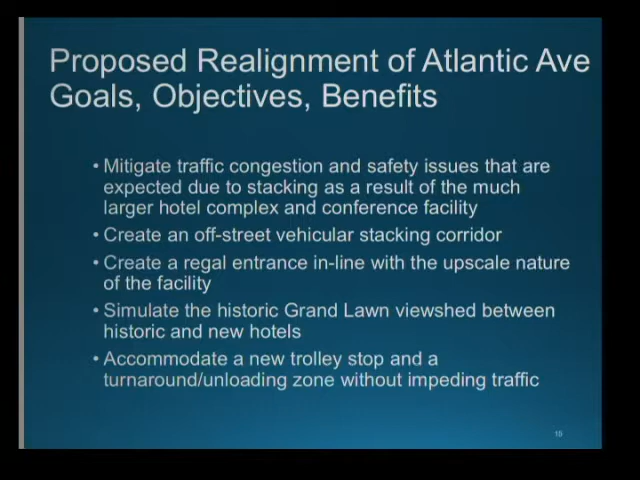 Proposed Realignment of Atlantic Ave
Goals, Objectives, Benefits
• Mitigate traffic congestion and safety issues that are
expected due to stacking as a result of the much
larger hotel complex and conference facility
• Create an off-street vehicular stacking corridor
• Create a regal entrance in-line with the upscale nature
of the facility
• Simulate the historic Grand Lawn viewshed between
historic and new hotels
• Accommodate a new trolley stop and a
turnaround/unloading zone without impeding traffic
15